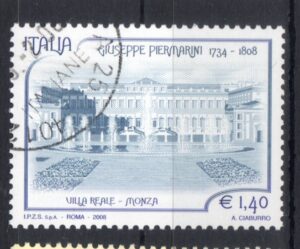 ITALIA
GIUSEPPE PIERMARINI 1734 - 1808
VILLA REALE - MONZA
€ 1,40
I.P.Z.S. S.p.A. - ROMA - 2008
A. CIABURRO